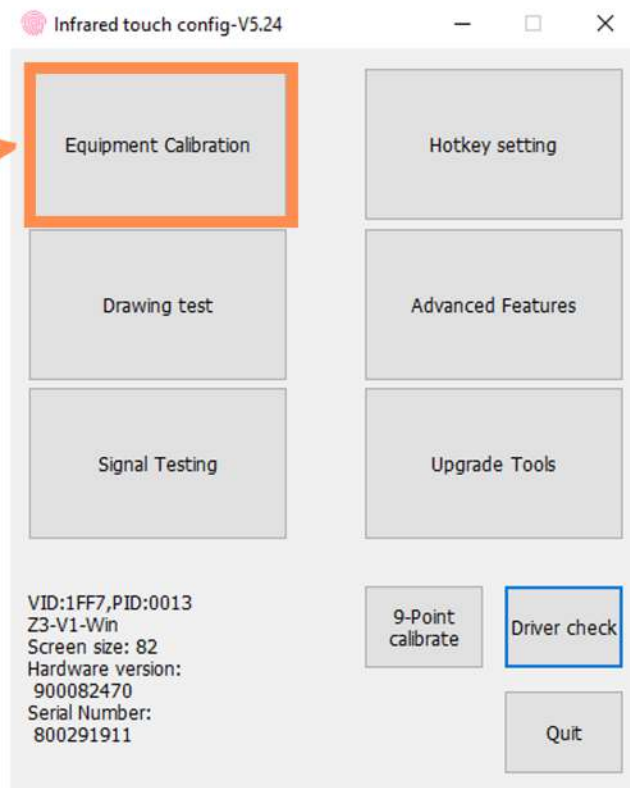 Infrared touch config-V5.24
Equipment Calibration
Hotkey setting
Drawing test
Advanced Features
Signal Testing
Upgrade Tools
VID:1FF7,PID:0013
Z3-V1-Win
Screen size: 82
Hardware version:
900082470
Serial Number:
800291911
9-Point
calibrate
Driver check
Quit